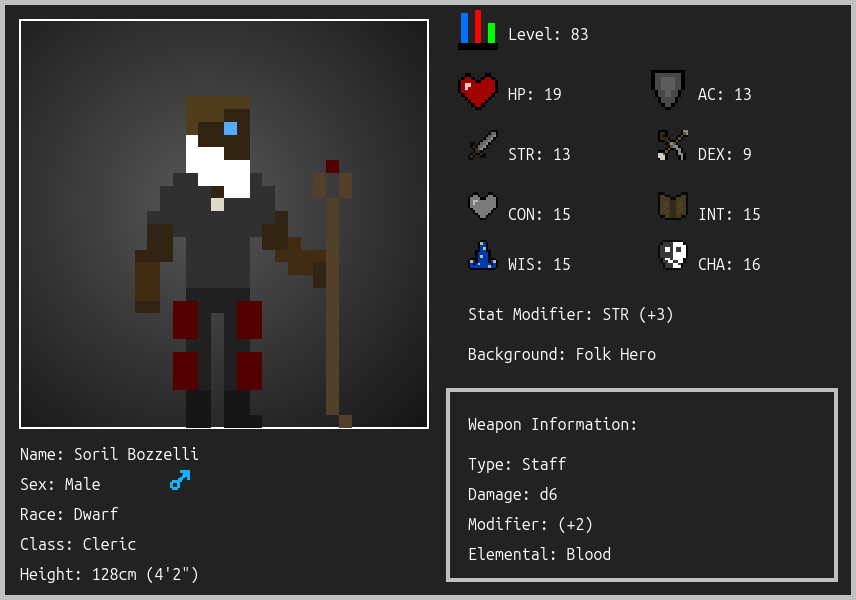 Level: 83
HP: 19
AC: 13
STR: 13
DEX: 9
CON: 15
INT: 15
WIS: 15
CHA: 16
Stat Modifier: STR (+3)
Background: Folk Hero
Weapon Information:
Type: Staff
Damage: d6
Modifier: (+2)
Elemental: Blood
Name: Soril Bozzelli
Sex: Male
Race: Dwarf
Class: Cleric
Height: 128cm (4'2")